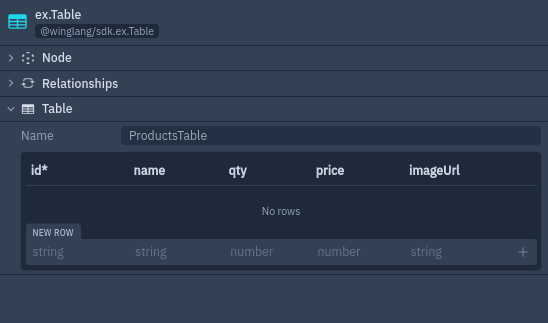 ex.Table
@winglang/sdk.ex.Table
Node
Relationships
Table
Name ProductsTable
id* name qty price imageUrl
No rows
NEW ROW
string string number number string +